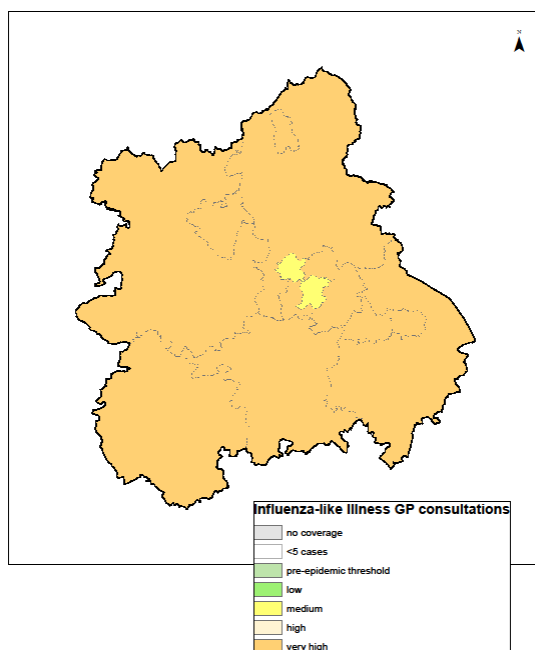 N
Influenza-like Illness GP consultations
no coverage
<5 cases
pre-epidemic threshold
low
medium
high
very high